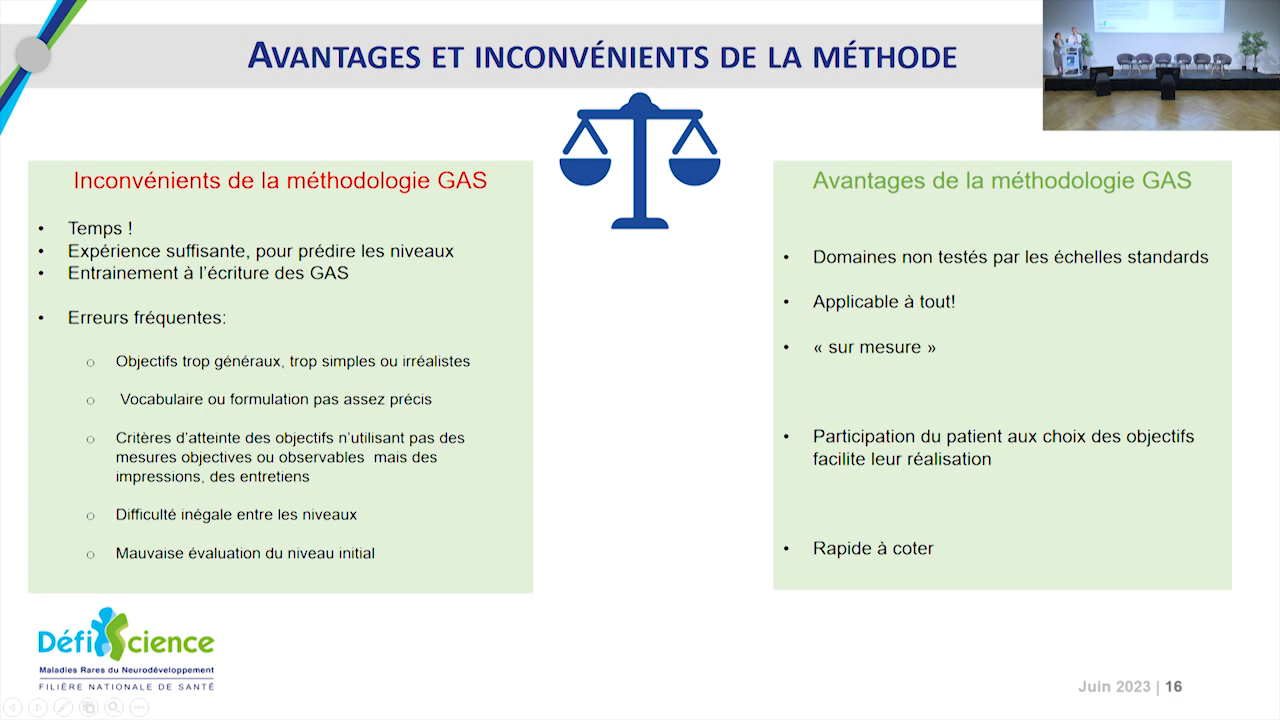 AVANTAGES ET INCONVÉNIENTS DE LA MÉTHODE
Inconvénients de la méthodologie GAS
• Temps !
• Expérience suffisante, pour prédire les niveaux
• Entrainement à l’écriture des GAS
• Erreurs fréquentes:
o Objectifs trop généraux, trop simples ou irréalistes
o Vocabulaire ou formulation pas assez précis
o Critères d’atteinte des objectifs n’utilisant pas des
mesures objectives ou observables mais des
impressions, des entretiens
o Difficulté inégale entre les niveaux
o Mauvaise évaluation du niveau initial
Avantages de la méthodologie GAS
• Domaines non testés par les échelles standards
• Applicable à tout!
• « sur mesure »
• Participation du patient aux choix des objectifs
facilite leur réalisation
• Rapide à coter
DéfiScience
Maladies Rares du Neurodéveloppement
FILIÈRE NATIONALE DE SANTÉ
Juin 2023 | 16